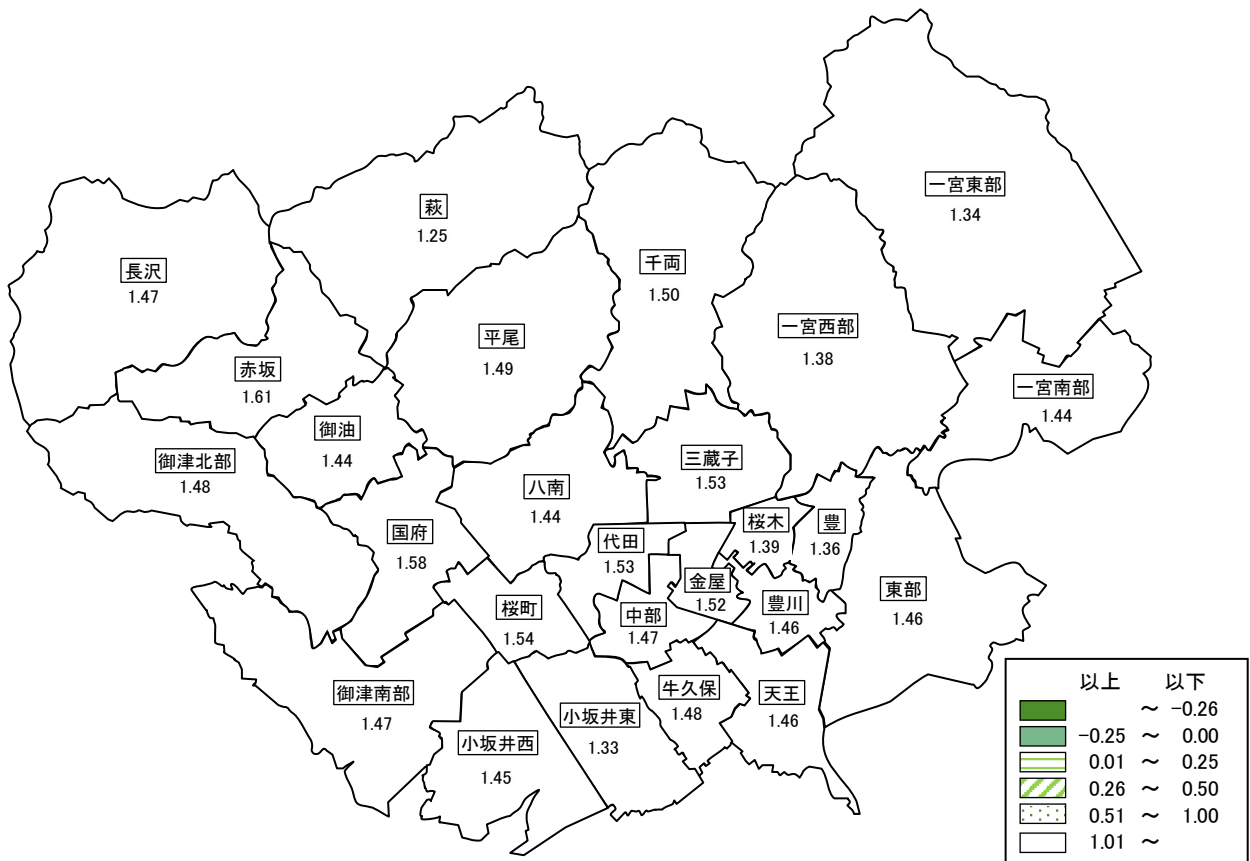 一宮東部
1.34
萩
1.25
長沢
1.47
千両
1.50
一宮西部
1.38
平尾
1.49
赤坂
1.61
一宮南部
1.44
御油
1.44
御津北部
1.48
三蔵子
1.53
八南
1.44
国府
1.58
桜木
1.39
豊
1.36
代田
1.53
金屋
1.52
豊川
1.46
東部
1.46
桜町
1.54
中部
1.47
御津南部
1.47
牛久保
1.48
天王
1.46
小坂井東
1.33
小坂井西
1.45
以上 以下
~ -0.26
-0.25 ~ 0.00
0.01 ~ 0.25
0.26 ~ 0.50
0.51 ~ 1.00
1.01 ~